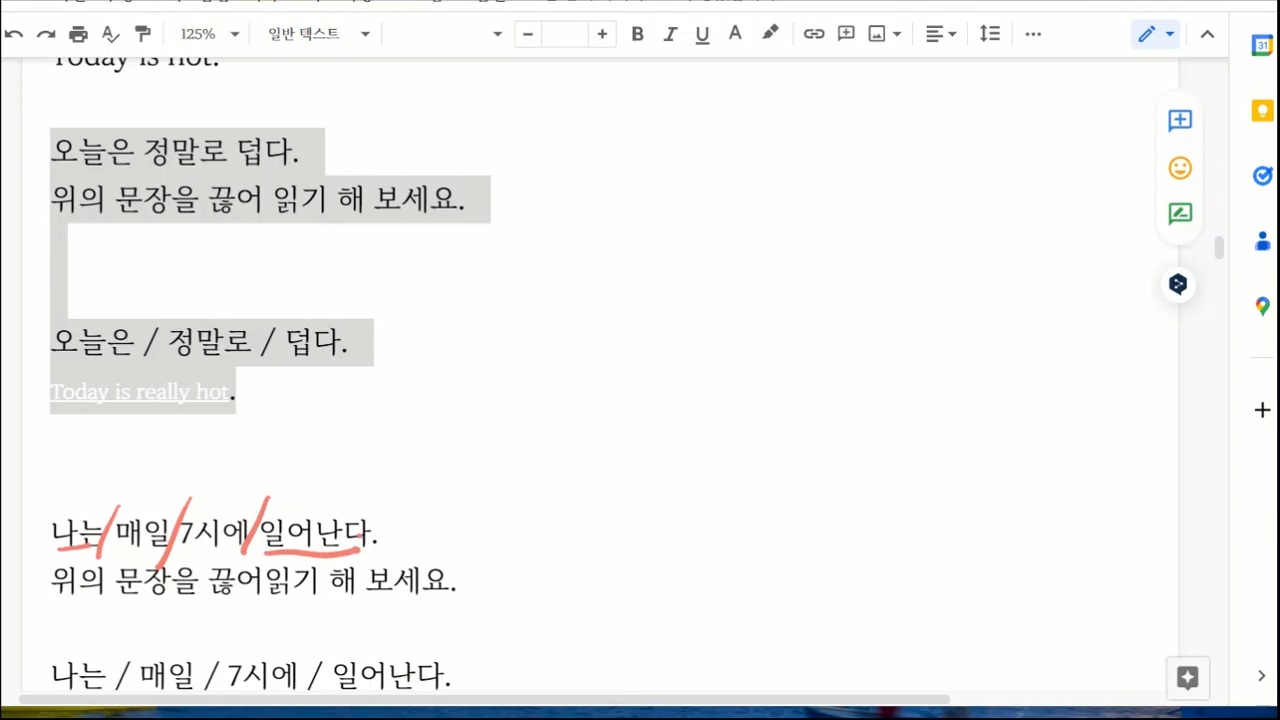 125%
일반 텍스트
Today is hot.
오늘은 정말로 덥다.
위의 문장을 끊어 읽기 해 보세요.
오늘은 / 정말로 / 덥다.
Today is really hot.
나는 매일 7시에 일어난다.
위의 문장을 끊어읽기 해 보세요.
나는 / 매일 / 7시에 / 일어난다.
31